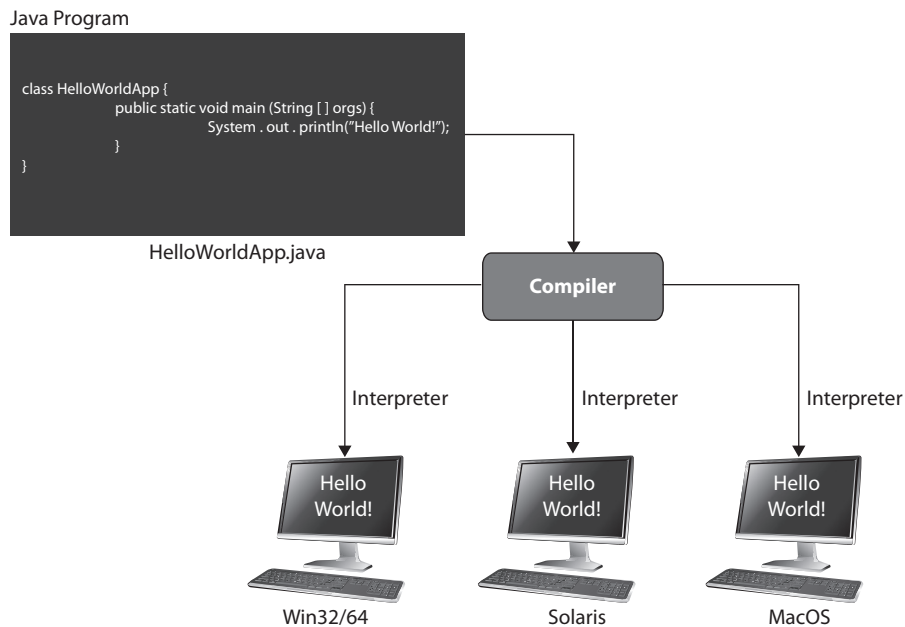 Java Program
class HelloWorldApp {
public static void main (String [ ] orgs) {
System . out . println(”Hello World!”);
}
}
HelloWorldApp.java
Compiler
Interpreter
Interpreter
Interpreter
Hello
World!
Hello
World!
Hello
World!
Win32/64
Solaris
MacOS